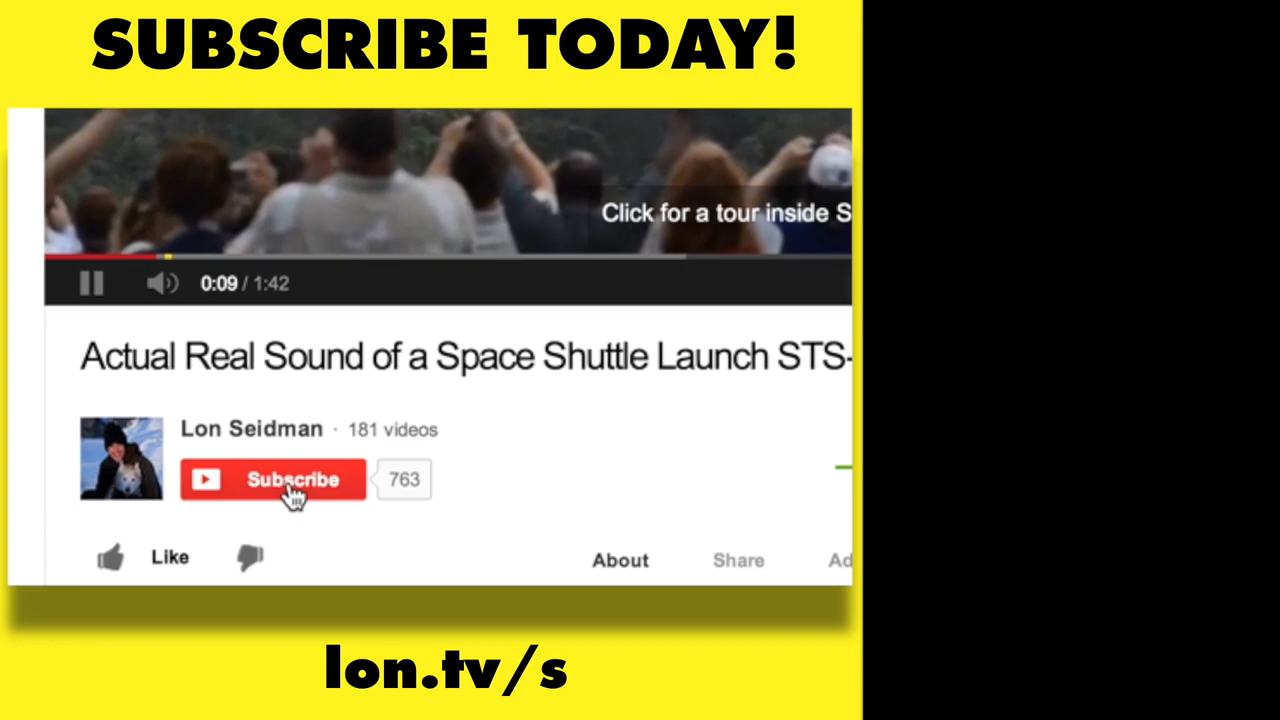 SUBSCRIBE TODAY!
Click for a tour inside S
0:09 / 1:42
Actual Real Sound of a Space Shuttle Launch STS-
Lon Seidman · 181 videos
Subscribe 763
Like About Share Ad
lon.tv/s